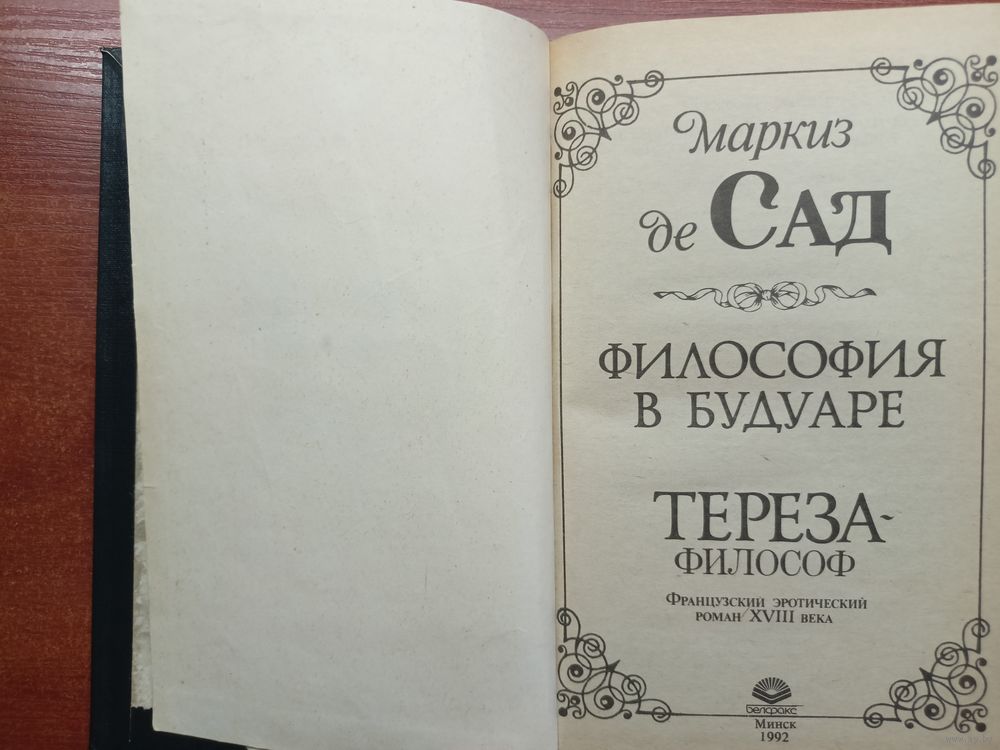 Маркиз
де САД
ФИЛОСОФИЯ
В БУДУАРЕ
ТЕРЕЗА-
ФИЛОСОФ
ФРАНЦУЗСКИЙ ЭРОТИЧЕСКИЙ
РОМАН XVIII ВЕКА
Белфакс
МИНСК
1992